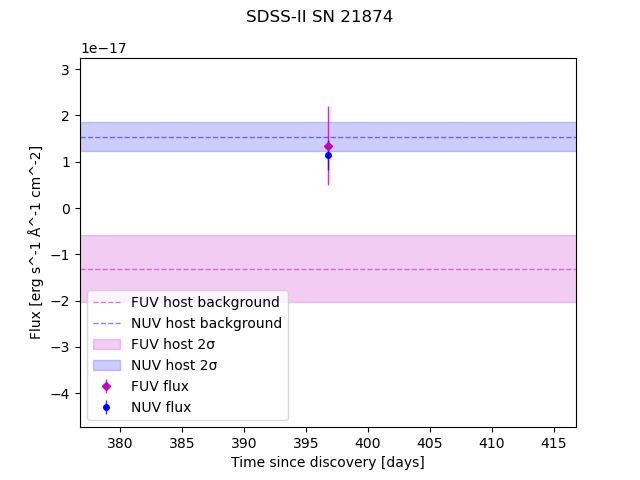 SDSS-II SN 21874
1e−17
3
2
1
0
−1
−2
−3
−4
Flux [erg s^-1 Å^-1 cm^-2]
FUV host background
NUV host background
FUV host 2σ
NUV host 2σ
FUV flux
NUV flux
380 385 390 395 400 405 410 415
Time since discovery [days]